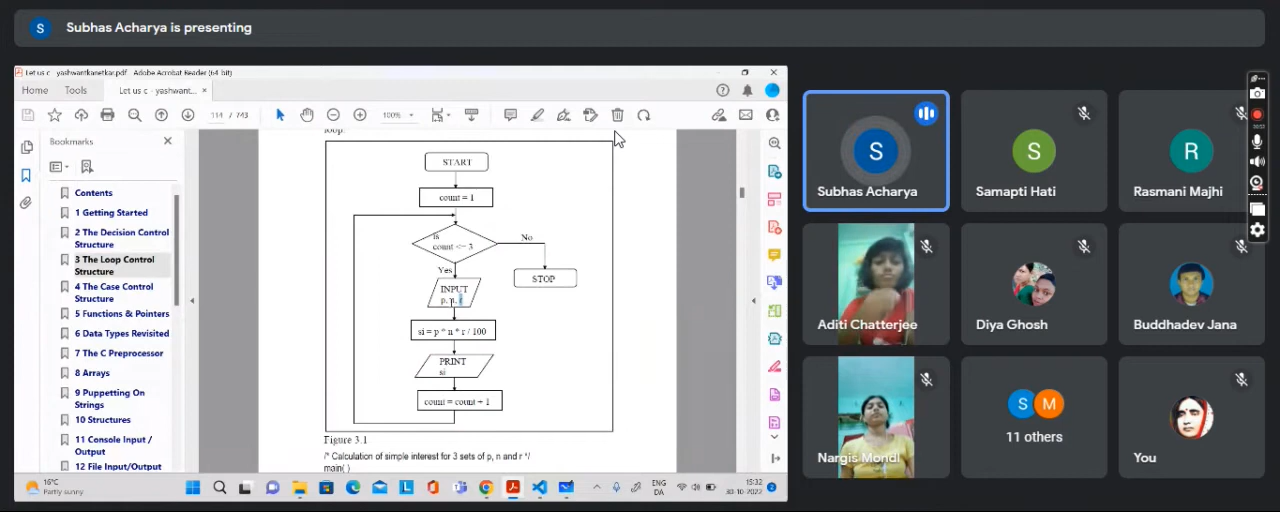 S Subhas Acharya is presenting
Let us c - yashwantkanetkar.pdf - Adobe Acrobat Reader (64-bit)
Home Tools Let us c - yashwant... ×
114 / 743 100%
Bookmarks
Contents
1 Getting Started
2 The Decision Control
Structure
3 The Loop Control
Structure
4 The Case Control
Structure
5 Functions & Pointers
6 Data Types Revisited
7 The C Preprocessor
8 Arrays
9 Puppetting On
Strings
10 Structures
11 Console Input /
Output
12 File Input/Output
loop.
START
count = 1
is
count <= 3
No
Yes
STOP
INPUT
p, n, r
si = p * n * r / 100
PRINT
si
count = count + 1
Figure 3.1
/* Calculation of simple interest for 3 sets of p, n and r */
main( )
16°C
Partly sunny
ENG
DA
15:32
30-10-2022
S
Subhas Acharya
S
Samapti Hati
R
Rasmani Majhi
Aditi Chatterjee
Diya Ghosh
Buddhadev Jana
Nargis Mondl
S M
11 others
You